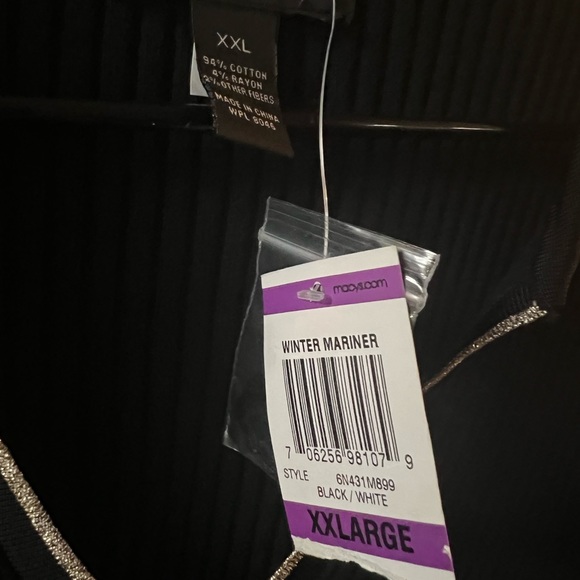 XXL
94% COTTON
4% RAYON
2% OTHER FIBERS
MADE IN CHINA
WPL 8046
macys.com
WINTER MARINER
7 06256 98107 9
STYLE 6N431M899
BLACK / WHITE
XXLARGE